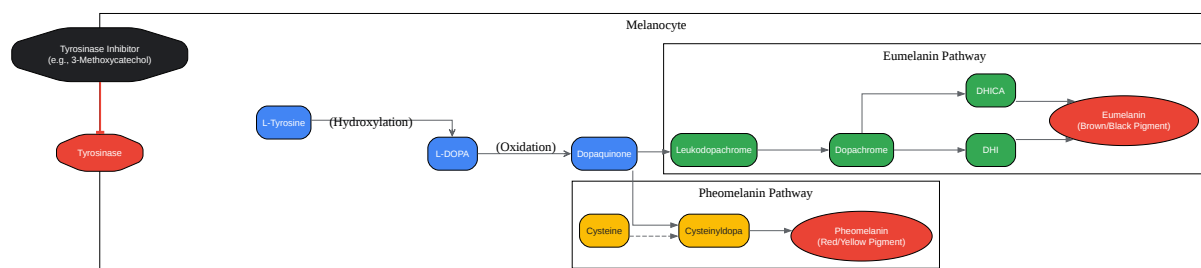 Melanocyte
Tyrosinase Inhibitor
(e.g., 3-Methoxycatechol)
Tyrosinase
L-Tyrosine
(Hydroxylation)
L-DOPA
(Oxidation)
Dopaquinone
Eumelanin Pathway
Leukodopachrome
Dopachrome
DHICA
DHI
Eumelanin
(Brown/Black Pigment)
Pheomelanin Pathway
Cysteine
Cysteinyldopa
Pheomelanin
(Red/Yellow Pigment)